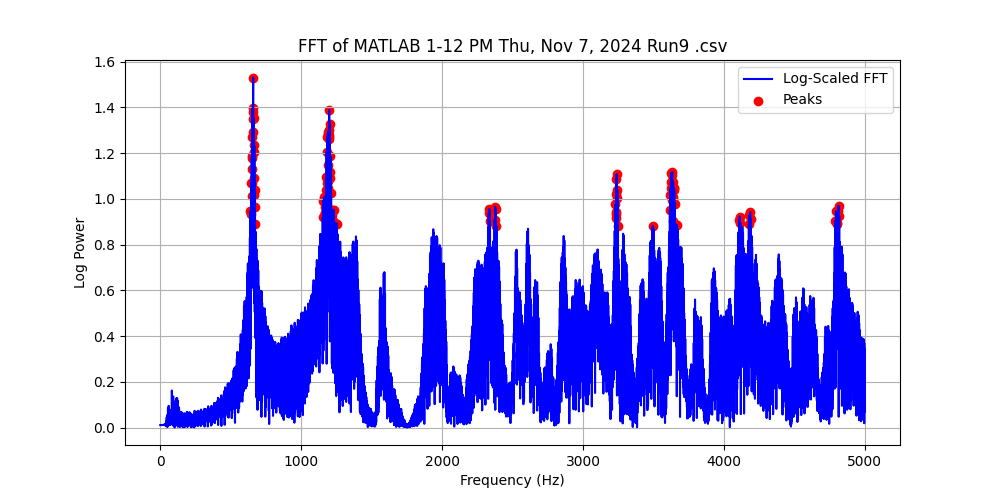 FFT of MATLAB 1-12 PM Thu, Nov 7, 2024 Run9 .csv
Log-Scaled FFT
Peaks
Log Power
1.6
1.4
1.2
1.0
0.8
0.6
0.4
0.2
0.0
0 1000 2000 3000 4000 5000
Frequency (Hz)